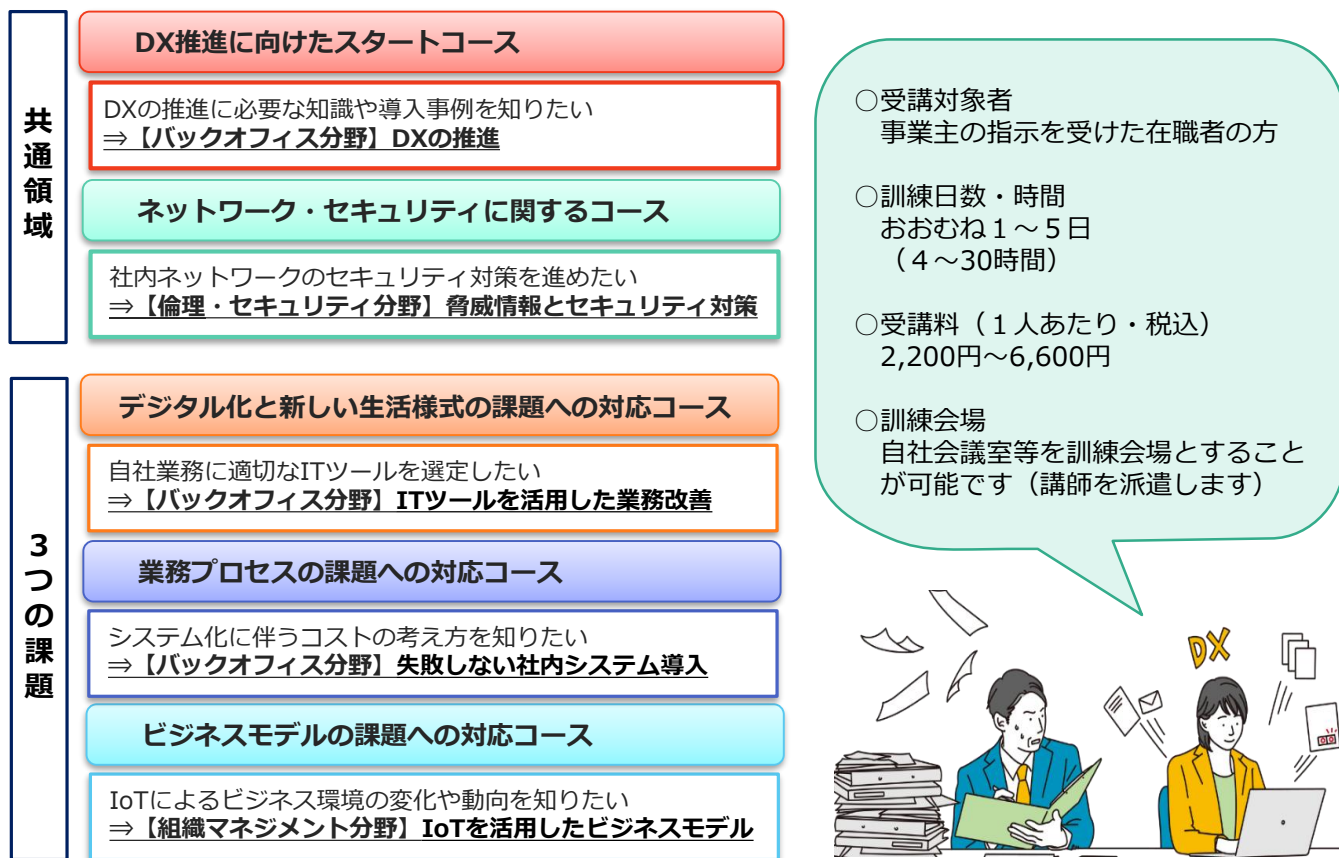 共通領域
DX推進に向けたスタートコース
DXの推進に必要な知識や導入事例を知りたい
⇒【バックオフィス分野】DXの推進
ネットワーク・セキュリティに関するコース
社内ネットワークのセキュリティ対策を進めたい
⇒【倫理・セキュリティ分野】脅威情報とセキュリティ対策
3つの課題
デジタル化と新しい生活様式の課題への対応コース
自社業務に適切なITツールを選定したい
⇒【バックオフィス分野】ITツールを活用した業務改善
業務プロセスの課題への対応コース
システム化に伴うコストの考え方を知りたい
⇒【バックオフィス分野】失敗しない社内システム導入
ビジネスモデルの課題への対応コース
IoTによるビジネス環境の変化や動向を知りたい
⇒【組織マネジメント分野】IoTを活用したビジネスモデル
○受講対象者
事業主の指示を受けた在職者の方
○訓練日数・時間
おおむね１～５日
（４～30時間）
○受講料（１人あたり・税込）
2,200円～6,600円
○訓練会場
自社会議室等を訓練会場とすること
が可能です（講師を派遣します）
DX